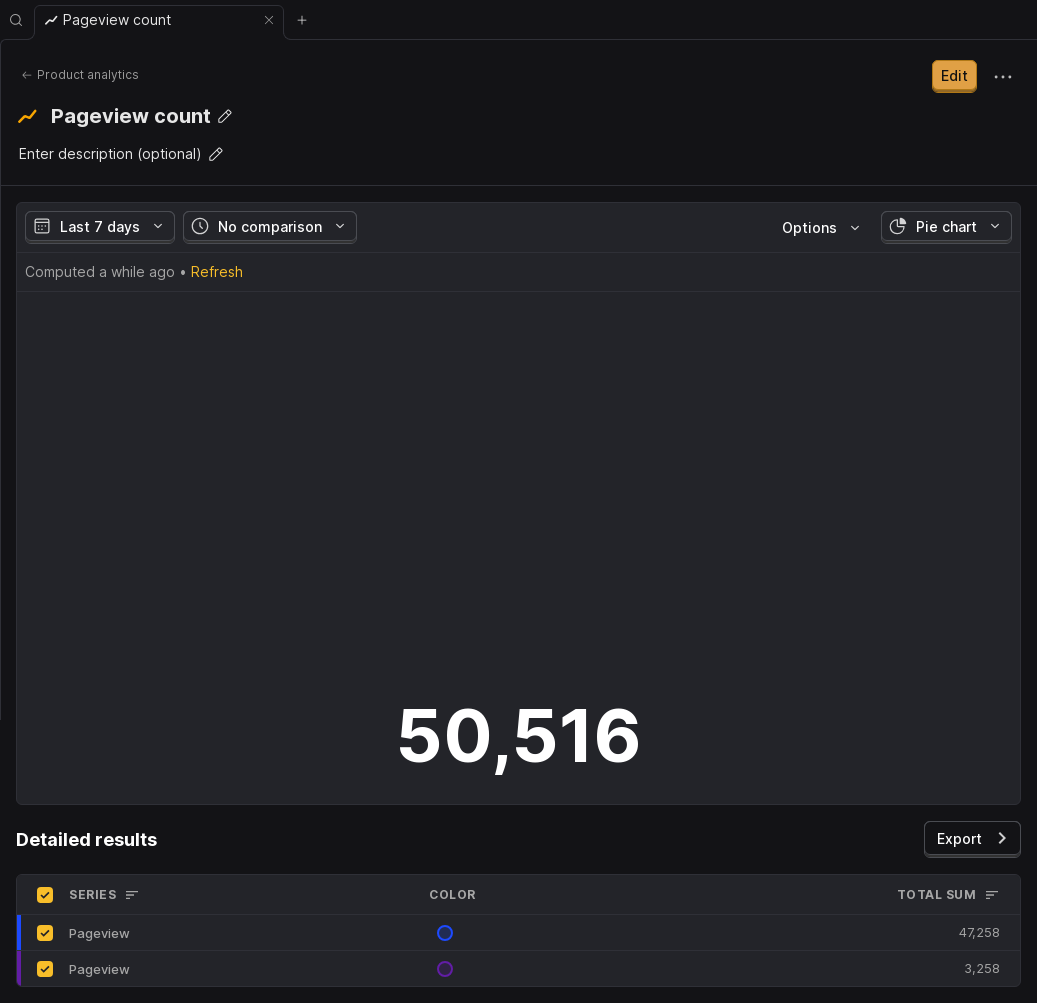 Pageview count
Product analytics
Edit
Pageview count
Enter description (optional)
Last 7 days No comparison Options Pie chart
Computed a while ago • Refresh
50,516
Detailed results
Export
SERIES COLOR TOTAL SUM
Pageview 47,258
Pageview 3,258